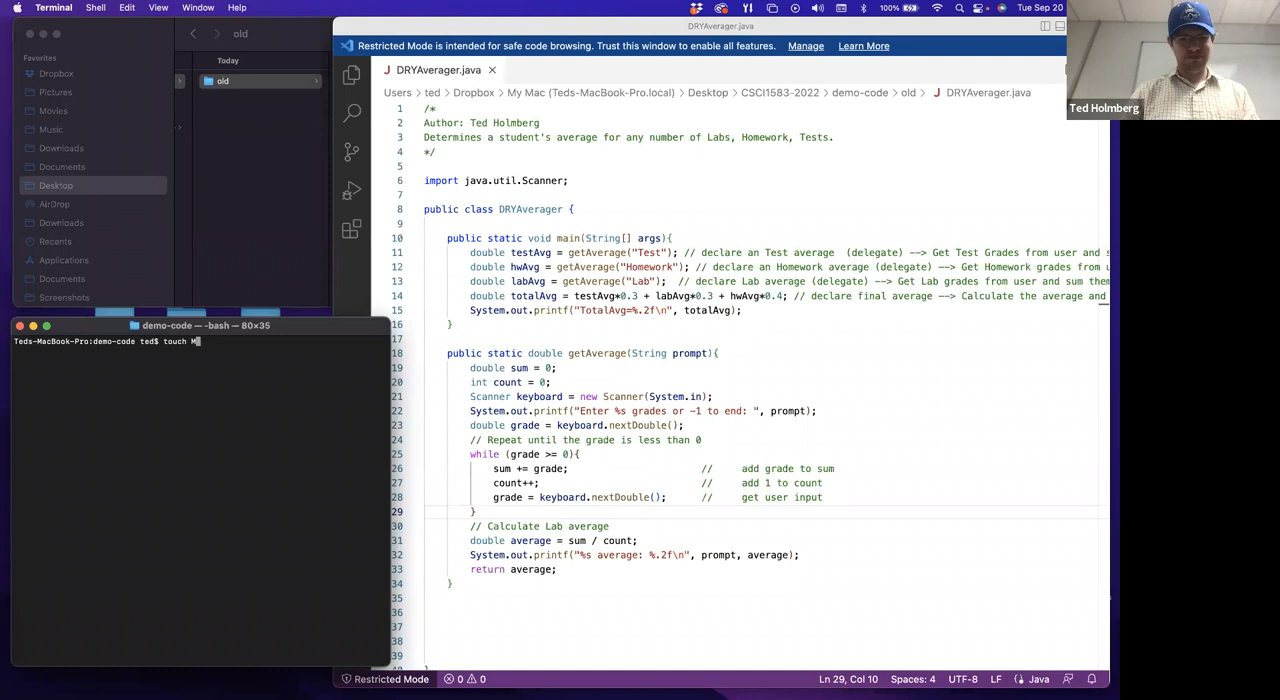 Terminal Shell Edit View Window Help
100% Tue Sep 20
old
Favorites
Dropbox
Pictures
Movies
Music
Downloads
Documents
Desktop
AirDrop
Downloads
Recents
Applications
Documents
Screenshots
Today
old
DRYAverager.java
Restricted Mode is intended for safe code browsing. Trust this window to enable all features. Manage Learn More
J DRYAverager.java
Users > ted > Dropbox > My Mac (Teds-MacBook-Pro.local) > Desktop > CSCI1583-2022 > demo-code > old > J DRYAverager.java > 
1 /*
2 Author: Ted Holmberg
3 Determines a student's average for any number of Labs, Homework, Tests.
4 */
5
6 import java.util.Scanner;
7
8 public class DRYAverager {
9
10 public static void main(String[] args){
11 double testAvg = getAverage("Test"); // declare an Test average (delegate) --> Get Test Grades from user and s
12 double hwAvg = getAverage("Homework"); // declare an Homework average (delegate) --> Get Homework grades from u
13 double labAvg = getAverage("Lab"); // declare Lab average (delegate) --> Get Lab grades from user and sum them
14 double totalAvg = testAvg*0.3 + labAvg*0.3 + hwAvg*0.4; // declare final average --> Calculate the average and
15 System.out.printf("TotalAvg=%.2f\n", totalAvg);
16 }
17
18 public static double getAverage(String prompt){
19 double sum = 0;
20 int count = 0;
21 Scanner keyboard = new Scanner(System.in);
22 System.out.printf("Enter %s grades or -1 to end: ", prompt);
23 double grade = keyboard.nextDouble();
24 // Repeat until the grade is less than 0
25 while (grade >= 0){
26 sum += grade; // add grade to sum
27 count++; // add 1 to count
28 grade = keyboard.nextDouble(); // get user input
29 }
30 // Calculate Lab average
31 double average = sum / count;
32 System.out.printf("%s average: %.2f\n", prompt, average);
33 return average;
34 }
35
36
37
38
39
40 }
demo-code — -bash — 80×35
Teds-MacBook-Pro:demo-code ted$ touch M
Restricted Mode 0 0 Ln 29, Col 10 Spaces: 4 UTF-8 LF Java
Ted Holmberg